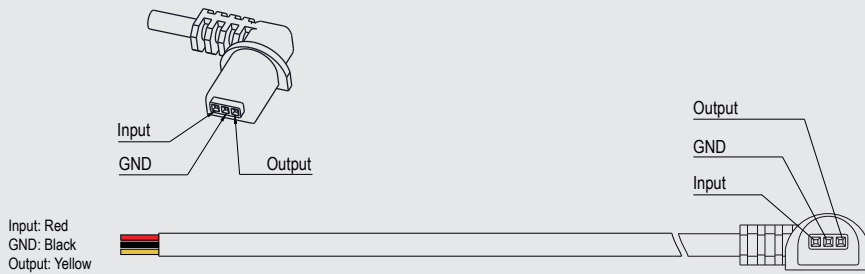 Input
GND
Output
Output
GND
Input
Input: Red
GND: Black
Output: Yellow